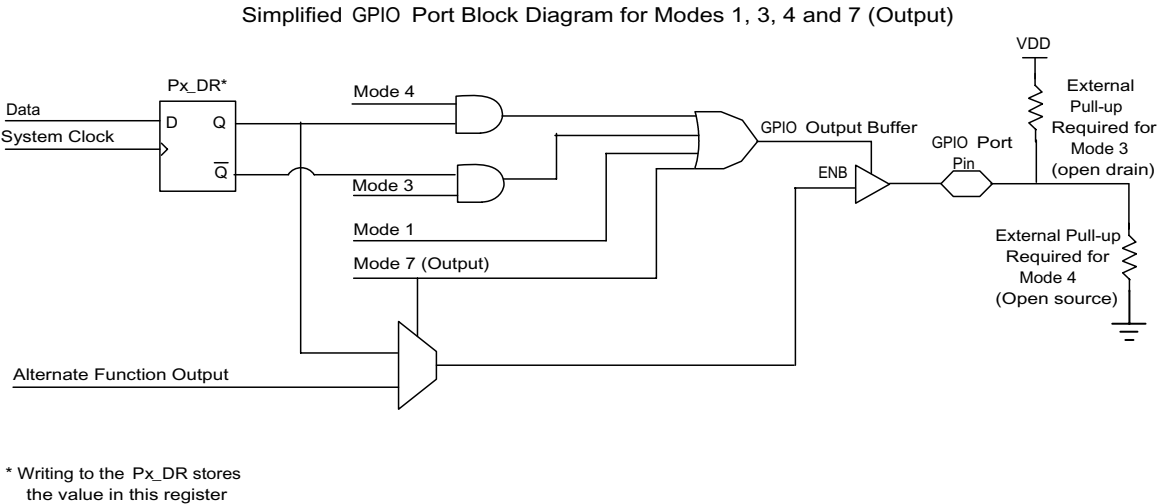 Simplified GPIO Port Block Diagram for Modes 1, 3, 4 and 7 (Output)
VDD
Px_DR*
Mode 4
External
Pull-up
Required for
Mode 3
(open drain)
Data
D
Q
System Clock
GPIO Output Buffer
GPIO Port
Pin
Q
ENB
Mode 3
Mode 1
Mode 7 (Output)
External Pull-up
Required for
Mode 4
(Open source)
Alternate Function Output
* Writing to the Px_DR stores
the value in this register